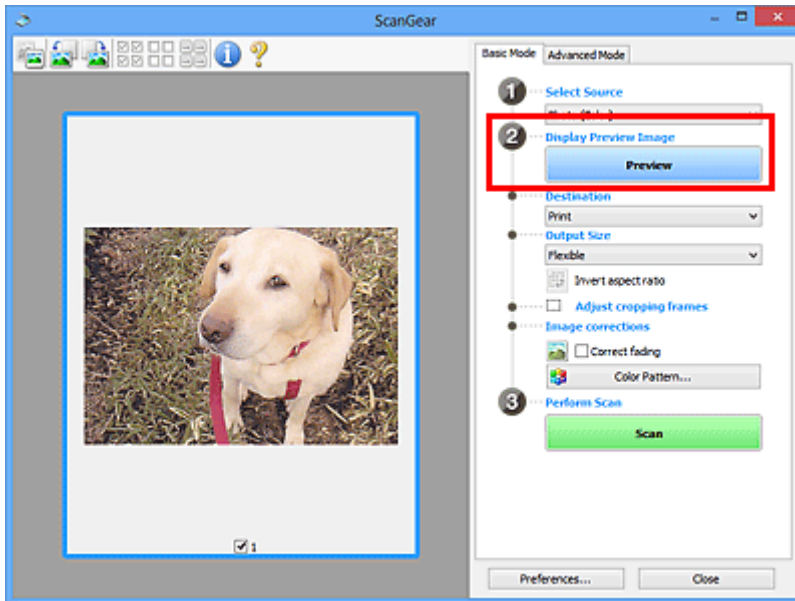 ScanGear
Basic Mode
Advanced Mode
1
Select Source
2
Display Preview Image
Preview
Destination
Print
Output Size
Flexible
Invert aspect ratio
Adjust cropping frames
Image corrections
Correct fading
Color Pattern...
3
Perform Scan
Scan
1
Preferences...
Close